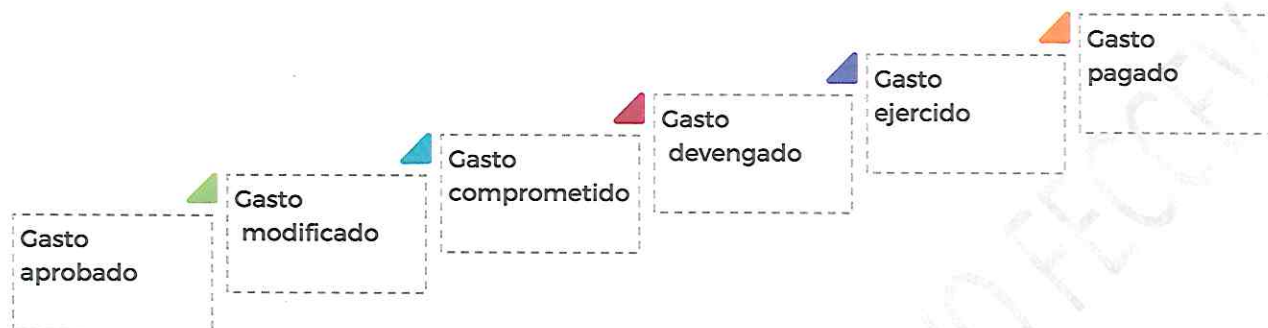 Gasto
aprobado
Gasto
modificado
Gasto
comprometido
Gasto
devengado
Gasto
ejercido
Gasto
pagado